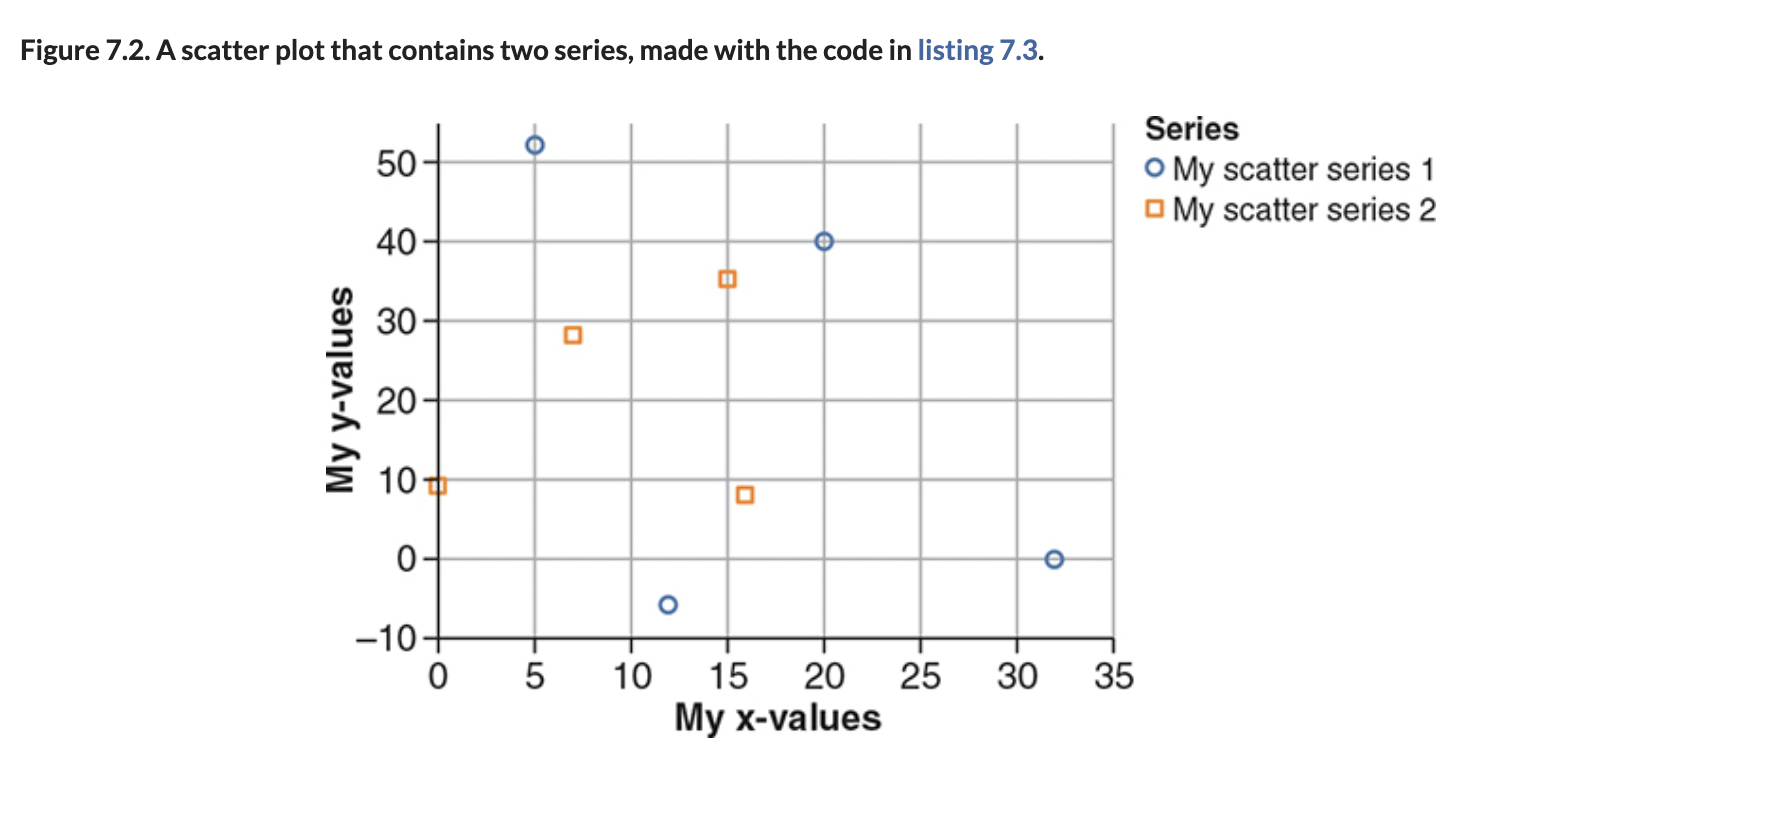 Figure 7.2. A scatter plot that contains two series, made with the code in listing 7.3.
Series
My scatter series 1
My scatter series 2
My y-values
50
40
30
20
10
0
–10
0 5 10 15 20 25 30 35
My x-values